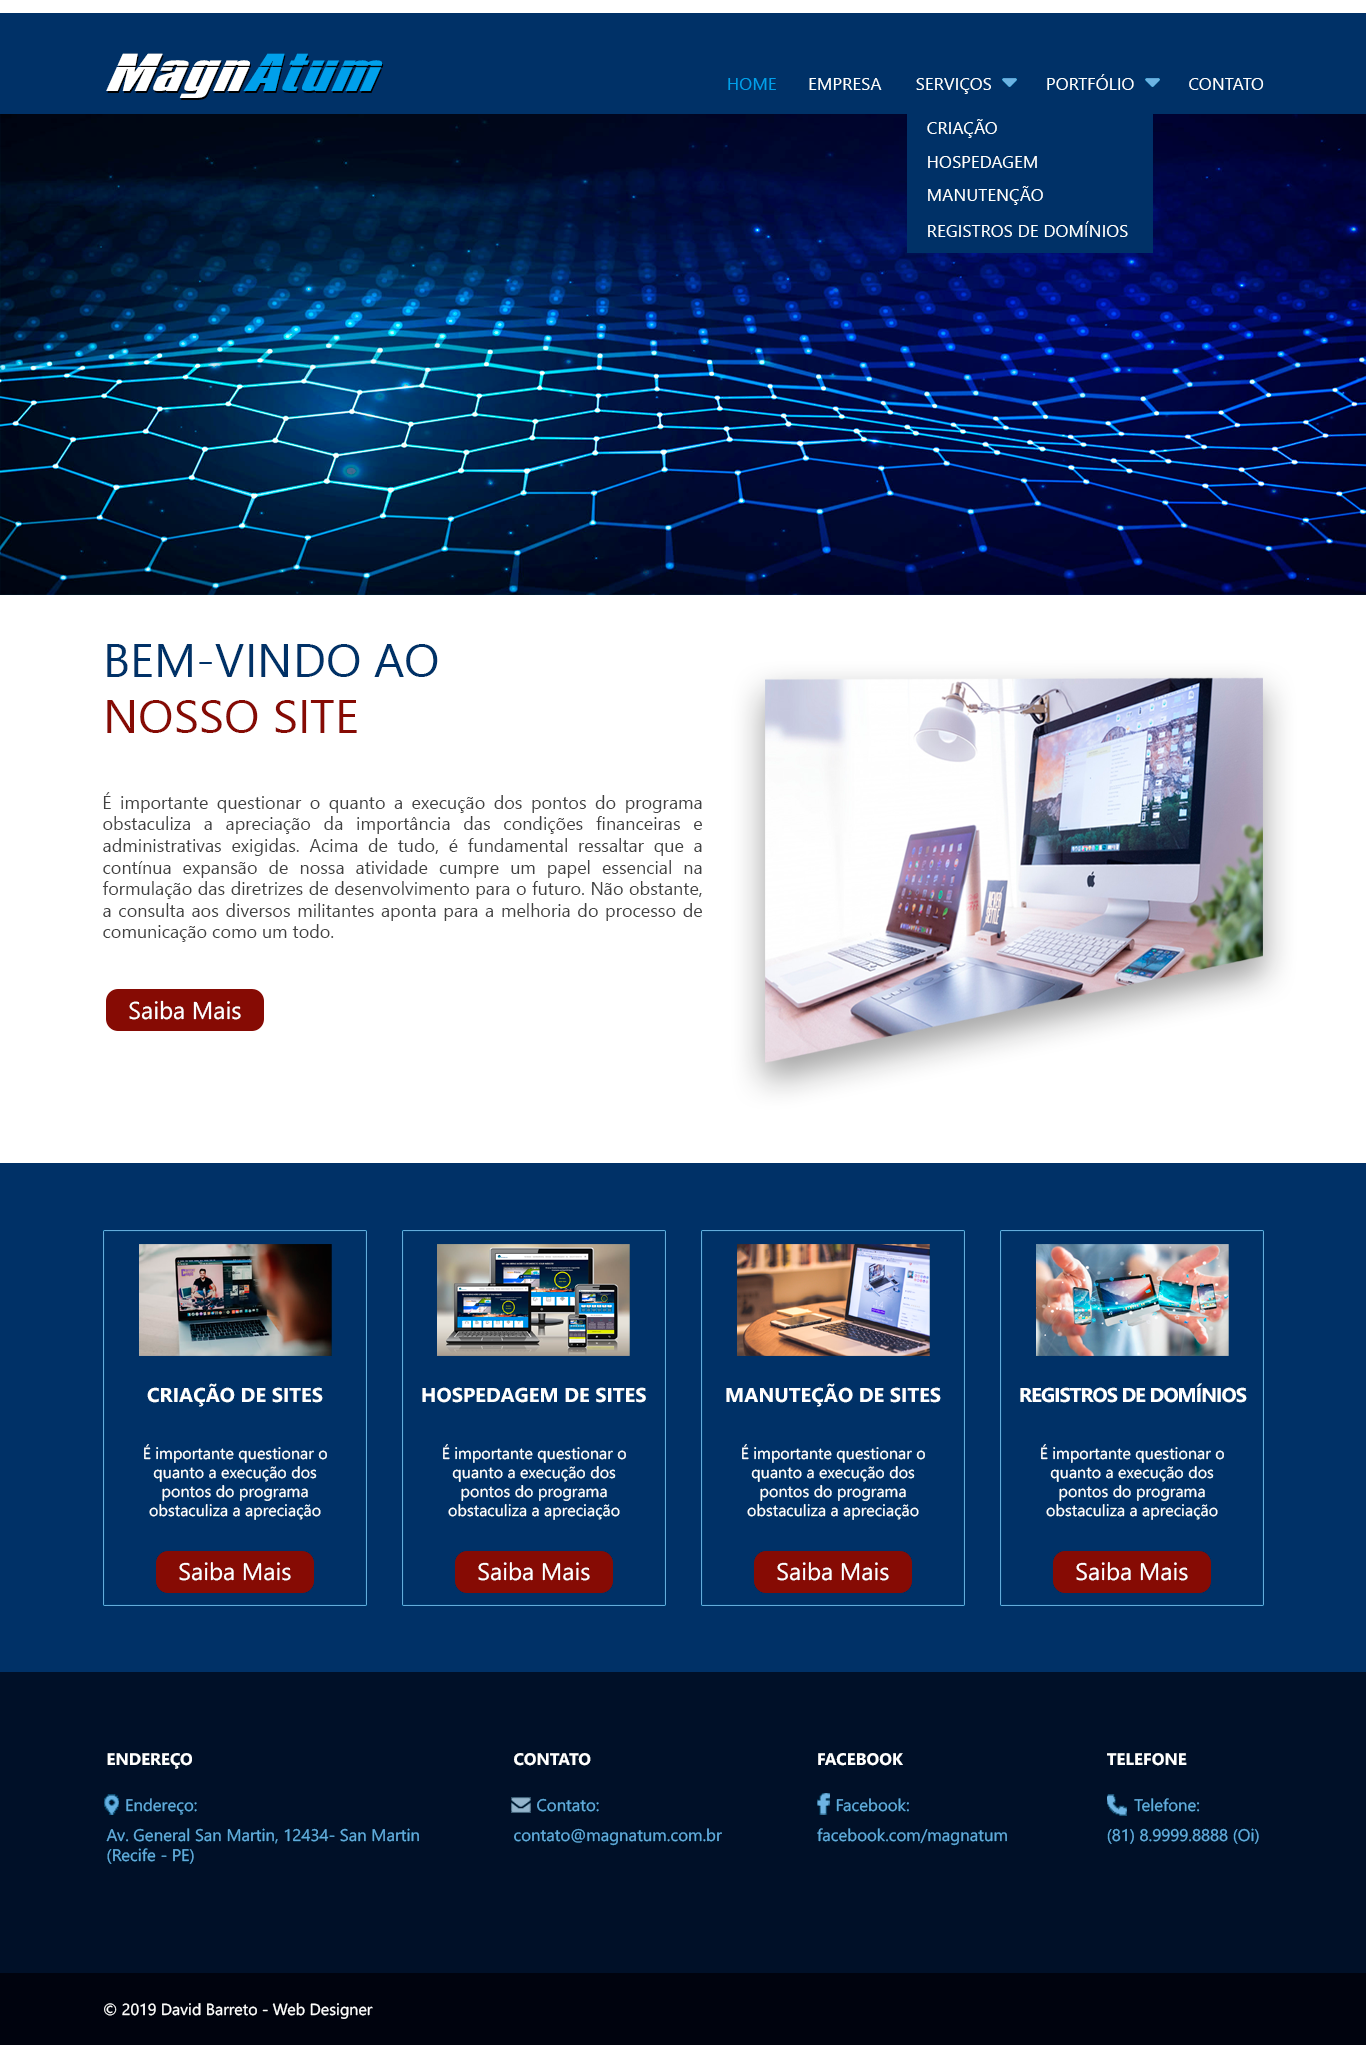 MagnAtum
HOME EMPRESA SERVIÇOS PORTFÓLIO CONTATO
CRIAÇÃO
HOSPEDAGEM
MANUTENÇÃO
REGISTROS DE DOMÍNIOS
BEM-VINDO AO
NOSSO SITE
É importante questionar o quanto a execução dos pontos do programa
obstaculiza a apreciação da importância das condições financeiras e
administrativas exigidas. Acima de tudo, é fundamental ressaltar que a
contínua expansão de nossa atividade cumpre um papel essencial na
formulação das diretrizes de desenvolvimento para o futuro. Não obstante,
a consulta aos diversos militantes aponta para a melhoria do processo de
comunicação como um todo.
Saiba Mais
CRIAÇÃO DE SITES
É importante questionar o
quanto a execução dos
pontos do programa
obstaculiza a apreciação
Saiba Mais
HOSPEDAGEM DE SITES
É importante questionar o
quanto a execução dos
pontos do programa
obstaculiza a apreciação
Saiba Mais
MANUTEÇÃO DE SITES
É importante questionar o
quanto a execução dos
pontos do programa
obstaculiza a apreciação
Saiba Mais
REGISTROS DE DOMÍNIOS
É importante questionar o
quanto a execução dos
pontos do programa
obstaculiza a apreciação
Saiba Mais
ENDEREÇO
Endereço:
Av. General San Martin, 12434- San Martin
(Recife - PE)
CONTATO
Contato:
contato@magnatum.com.br
FACEBOOK
Facebook:
facebook.com/magnatum
TELEFONE
Telefone:
(81) 8.9999.8888 (Oi)
© 2019 David Barreto - Web Designer